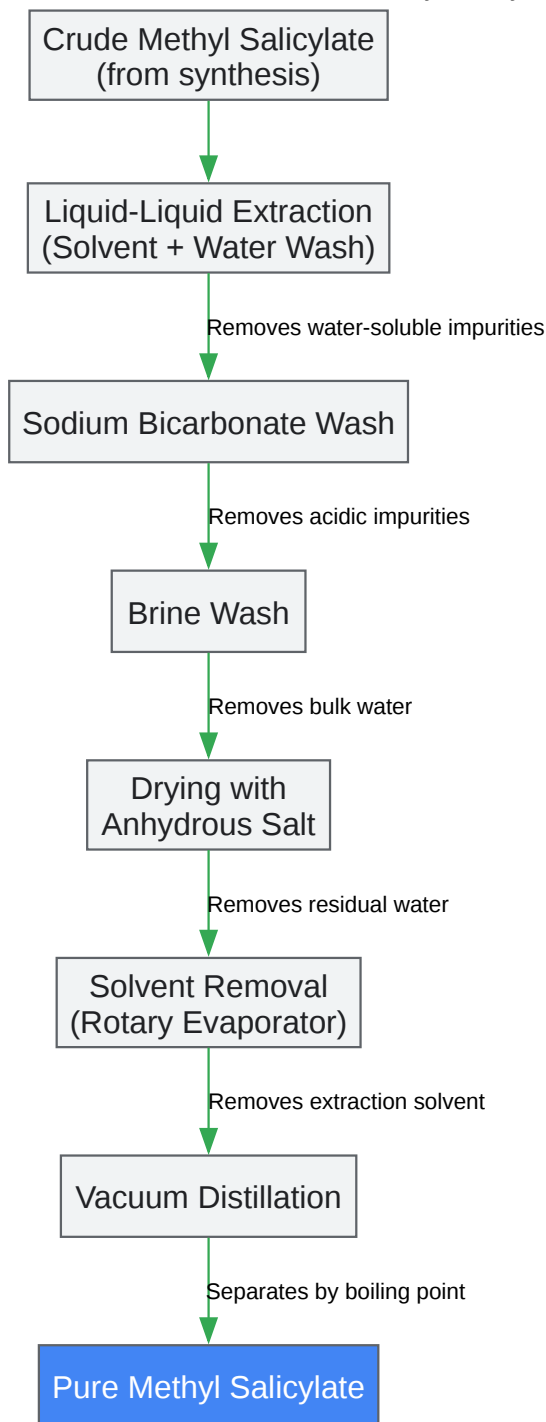 Crude Methyl Salicylate
(from synthesis)
Liquid-Liquid Extraction
(Solvent + Water Wash)
Removes water-soluble impurities
Sodium Bicarbonate Wash
Removes acidic impurities
Brine Wash
Removes bulk water
Drying with
Anhydrous Salt
Removes residual water
Solvent Removal
(Rotary Evaporator)
Removes extraction solvent
Vacuum Distillation
Separates by boiling point
Pure Methyl Salicylate